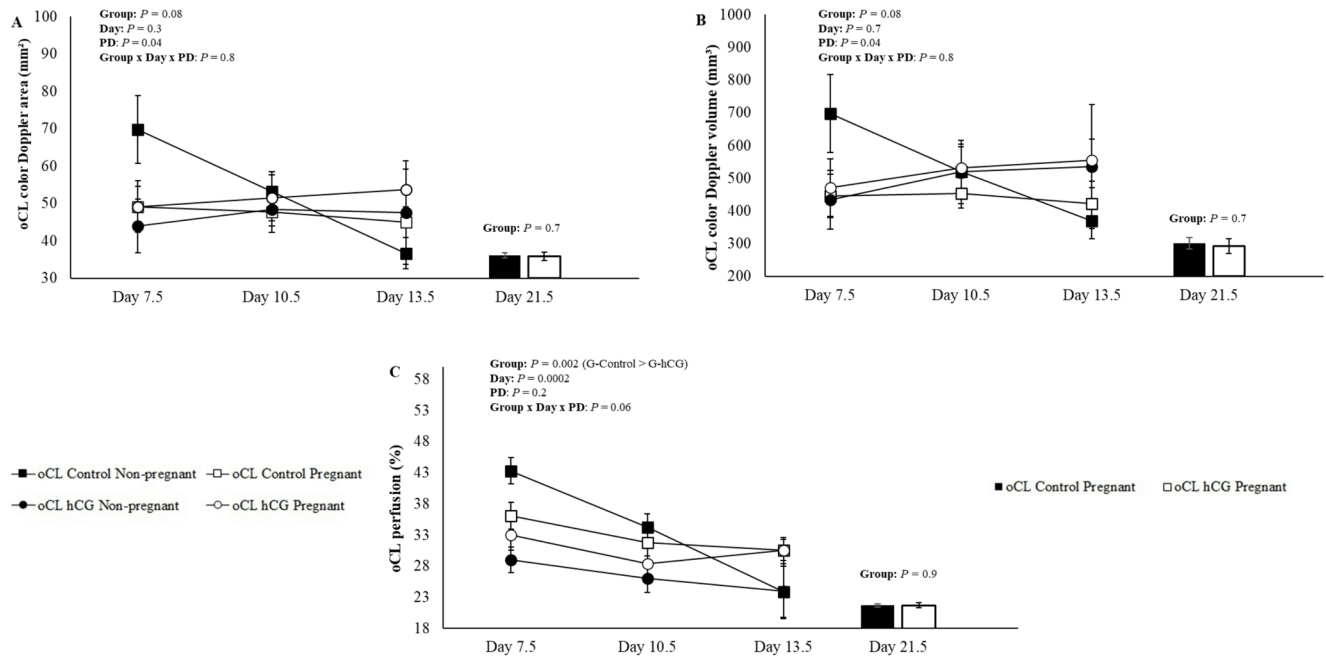 A
oCL color Doppler area (mm²)
100
90
80
70
60
50
40
30
Group: P = 0.08
Day: P = 0.3
PD: P = 0.04
Group x Day x PD: P = 0.8
Group: P = 0.7
Day 7.5
Day 10.5
Day 13.5
Day 21.5
B
oCL color Doppler volume (mm³)
1000
900
800
700
600
500
400
300
200
Group: P = 0.08
Day: P = 0.7
PD: P = 0.04
Group x Day x PD: P = 0.8
Group: P = 0.7
Day 7.5
Day 10.5
Day 13.5
Day 21.5
C
oCL perfusion (%)
58
53
48
43
38
33
28
23
18
Group: P = 0.002 (G-Control > G-hCG)
Day: P = 0.0002
PD: P = 0.2
Group x Day x PD: P = 0.06
Group: P = 0.9
Day 7.5
Day 10.5
Day 13.5
Day 21.5
oCL Control Non-pregnant
oCL Control Pregnant
oCL hCG Non-pregnant
oCL hCG Pregnant
oCL Control Pregnant
oCL hCG Pregnant